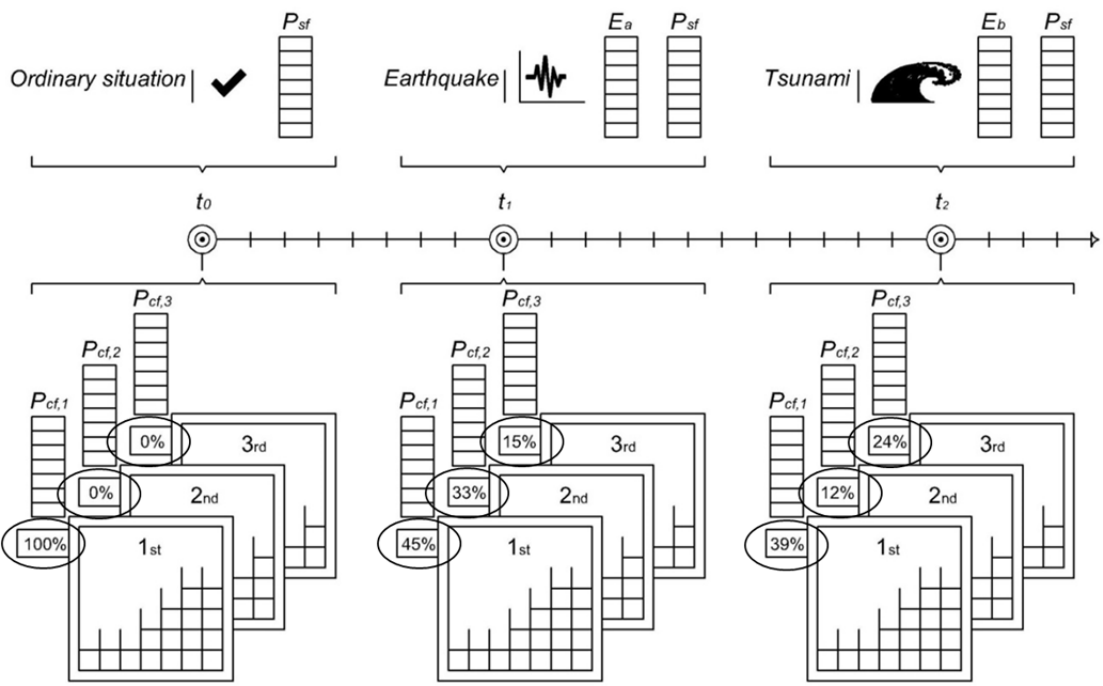 Psf Ea Psf Eb Psf
Ordinary situation Earthquake Tsunami
t0 t1 t2
Pcf,3 Pcf,3 Pcf,3
Pcf,2 Pcf,2 Pcf,2
Pcf,1 Pcf,1 Pcf,1
0% 3rd 15% 3rd 24% 3rd
0% 2nd 33% 2nd 12% 2nd
100% 1st 45% 1st 39% 1st